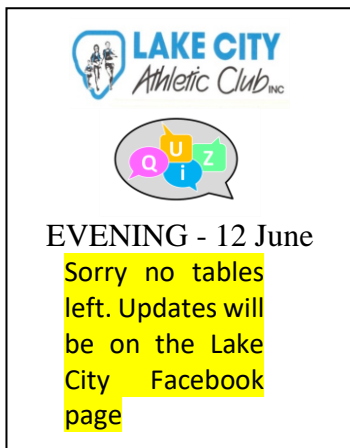 LAKE CITY
Athletic Club INC
QUiZ
EVENING - 12 June
Sorry no tables
left. Updates will
be on the Lake
City Facebook
page